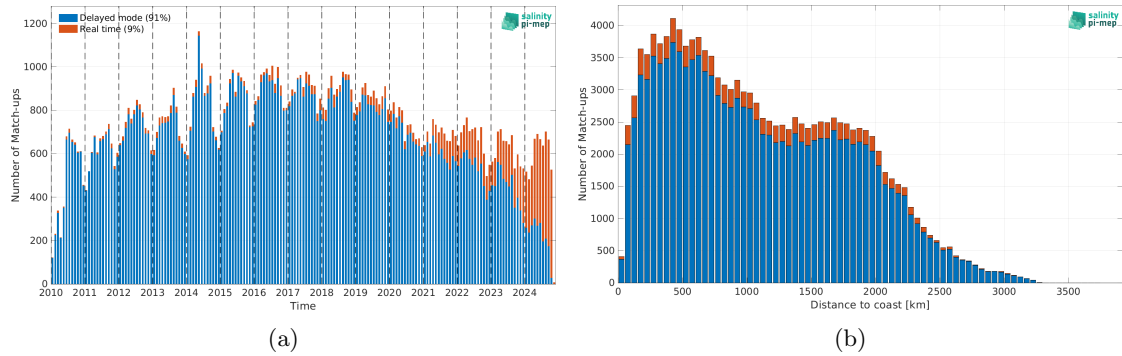 Delayed mode (91%)
Real time (9%)
salinity
pi-mep
Number of Match-ups
1200
1000
800
600
400
200
0
2010 2011 2012 2013 2014 2015 2016 2017 2018 2019 2020 2021 2022 2023 2024
Time
(a)
salinity
pi-mep
Number of Match-ups
4000
3500
3000
2500
2000
1500
1000
500
0
0 500 1000 1500 2000 2500 3000 3500
Distance to coast [km]
(b)